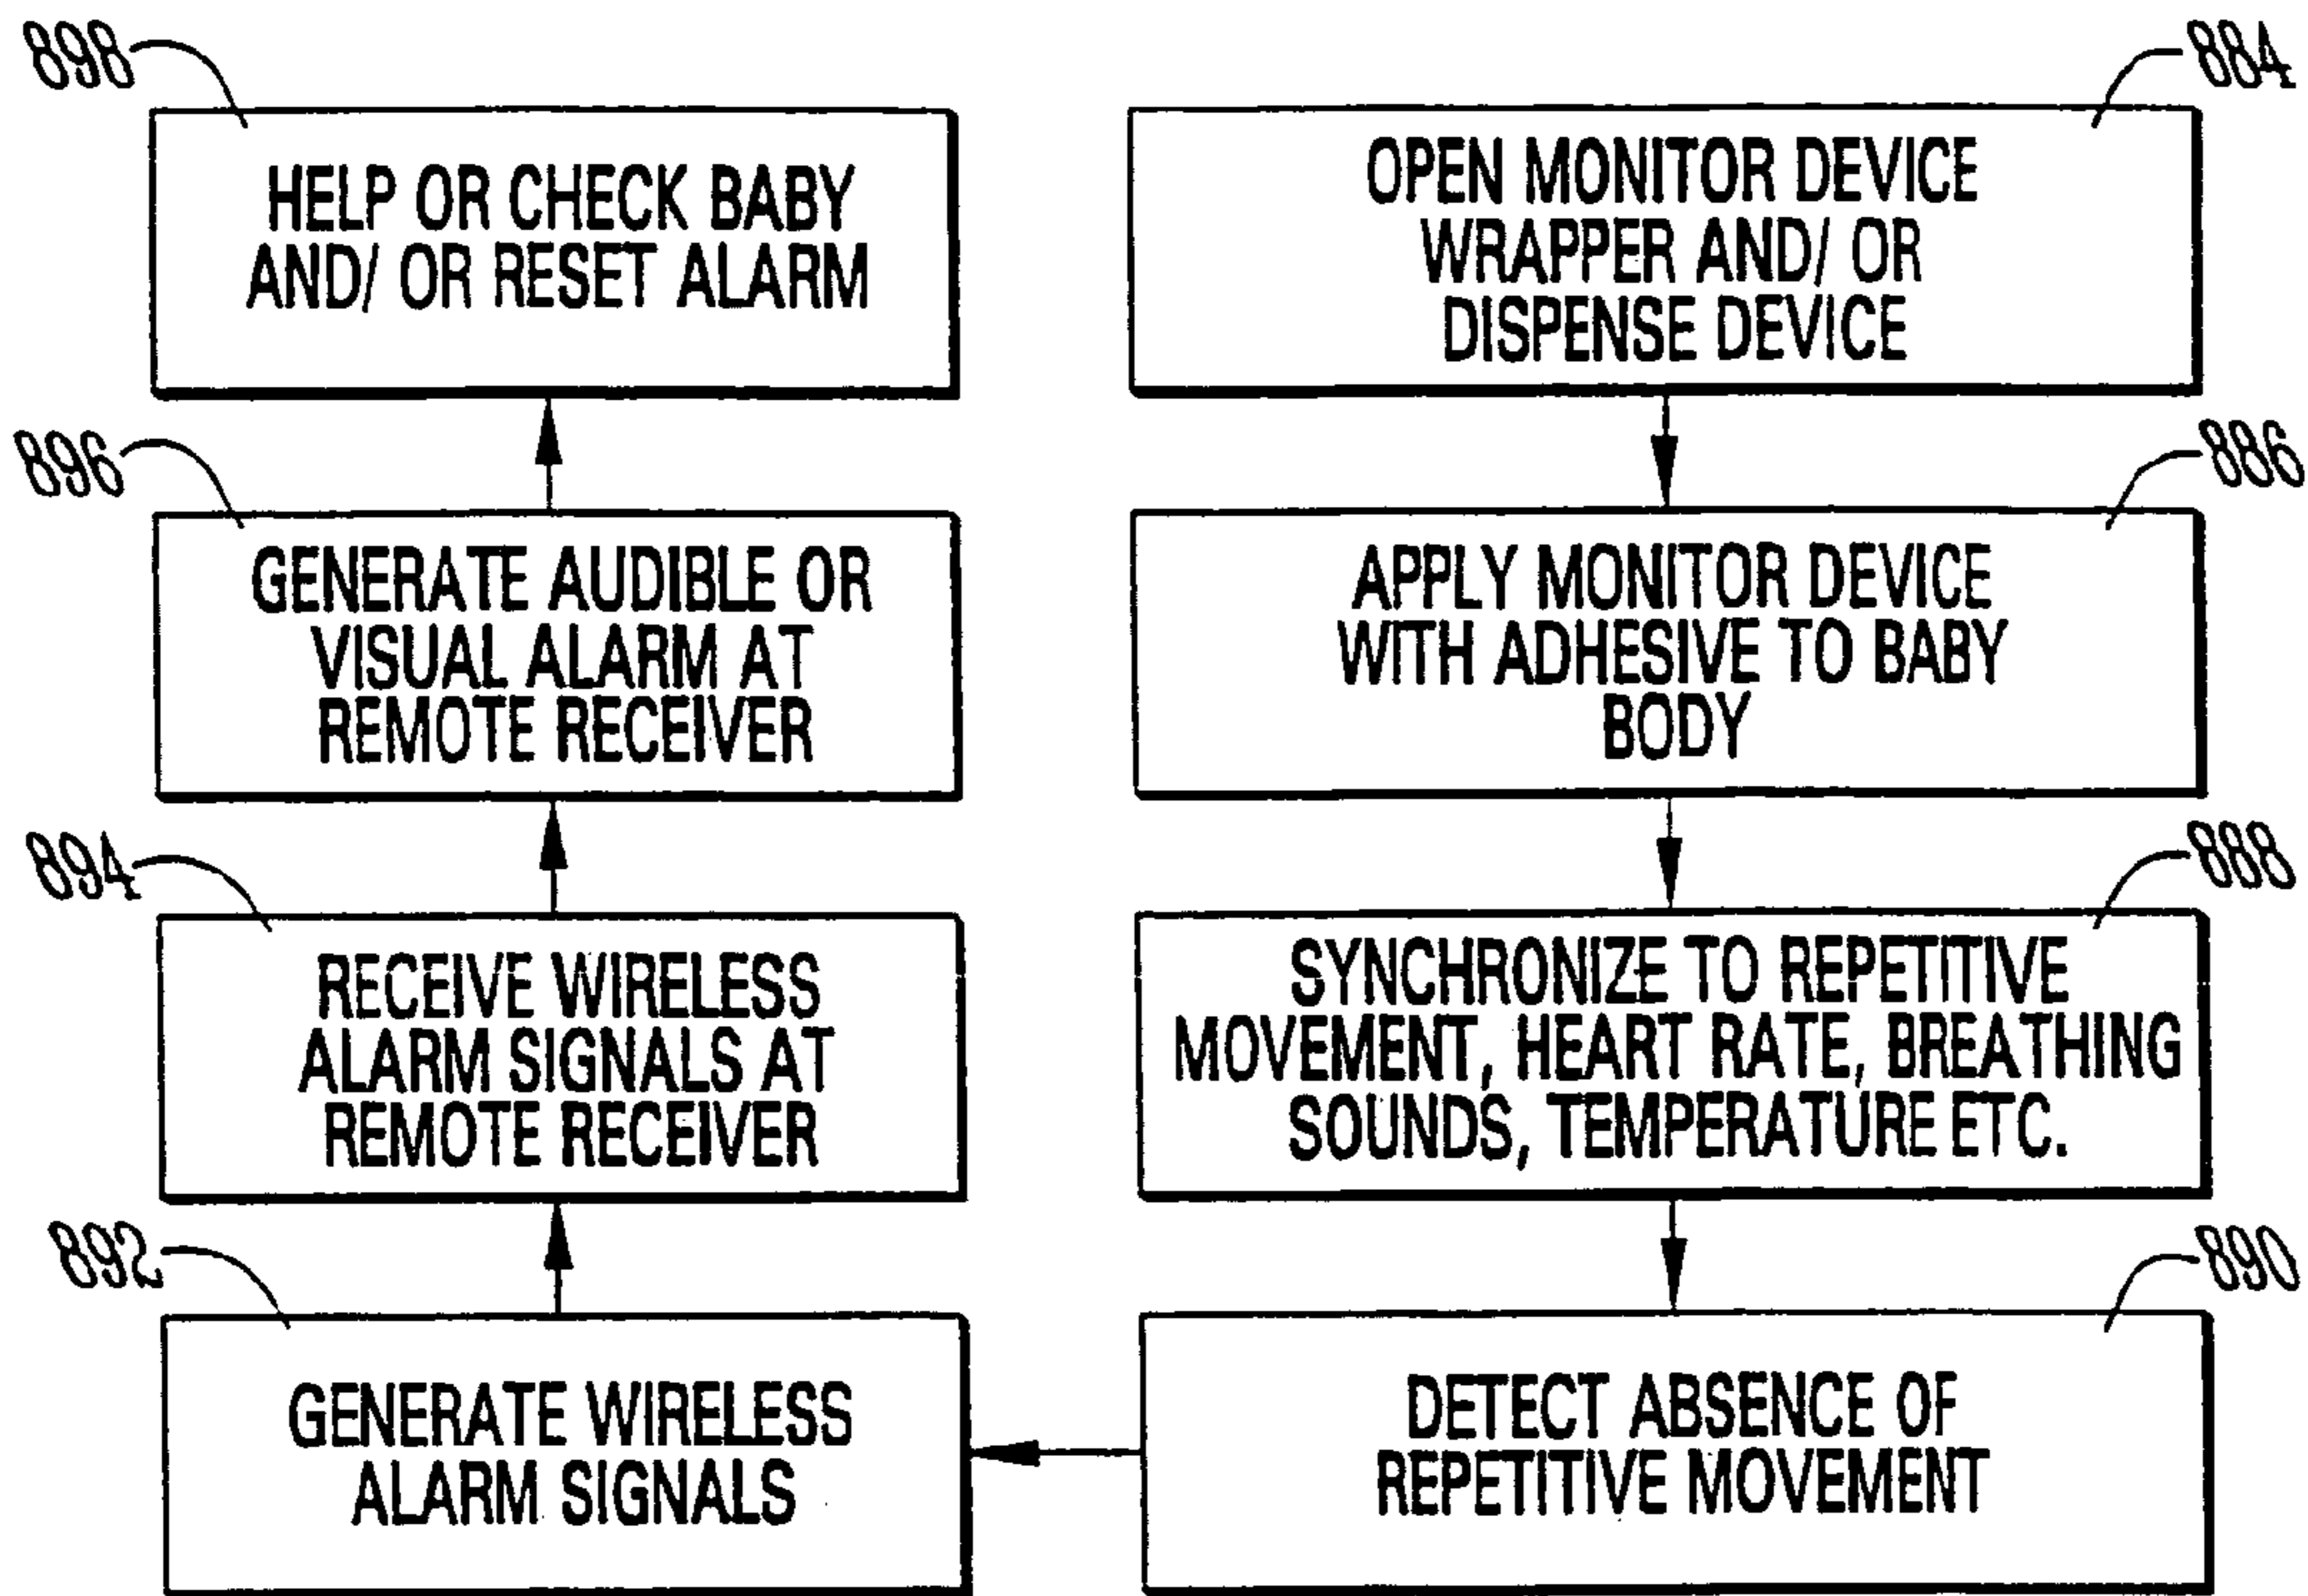 898
HELP OR CHECK BABY
AND/ OR RESET ALARM
884
OPEN MONITOR DEVICE
WRAPPER AND/ OR
DISPENSE DEVICE
896
GENERATE AUDIBLE OR
VISUAL ALARM AT
REMOTE RECEIVER
886
APPLY MONITOR DEVICE
WITH ADHESIVE TO BABY
BODY
894
RECEIVE WIRELESS
ALARM SIGNALS AT
REMOTE RECEIVER
888
SYNCHRONIZE TO REPETITIVE
MOVEMENT, HEART RATE, BREATHING
SOUNDS, TEMPERATURE ETC.
892
GENERATE WIRELESS
ALARM SIGNALS
890
DETECT ABSENCE OF
REPETITIVE MOVEMENT